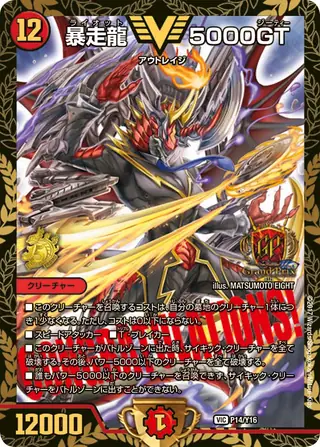 12
ライオット
暴走龍 5000GT
ジーティー
アウトレイジ
Grand Prix
illus. MATSUMOTO EIGHT
クリーチャー
■このクリーチャーを召喚するコストは、自分の墓地のクリーチャー1体につ
き1少なくなる。ただし、コストは0以下にならない。
■スピードアタッカー ■T・ブレイカー
■このクリーチャーがバトルゾーンに出た時、サイキック・クリーチャーを全て
破壊する。その後、パワー5000以下のクリーチャーを全て破壊する。
■誰もパワー5000以下のクリーチャーを召喚できず、サイキック・クリー
チャーをバトルゾーンに出すことができない。
12000
1
VIC P14/Y16